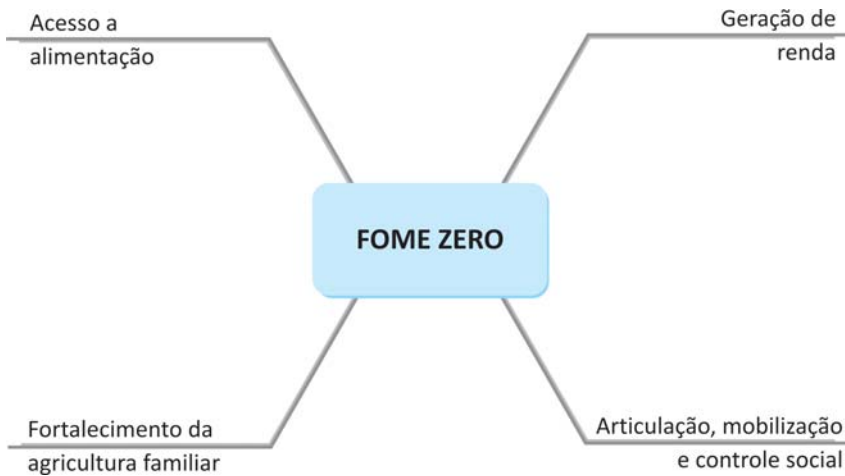 Acesso a
alimentação
Geração de
renda
FOME ZERO
Fortalecimento da
agricultura familiar
Articulação, mobilização
e controle social